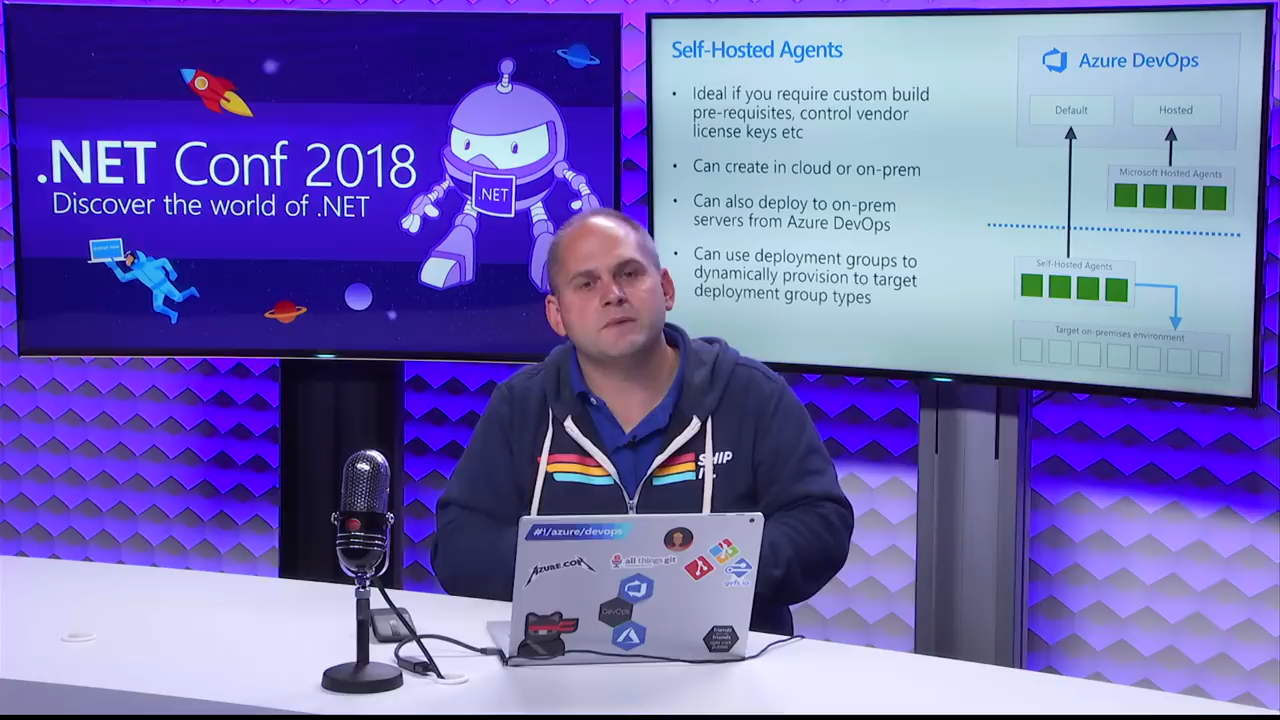 .NET Conf 2018
Discover the world of .NET
.NET
Self-Hosted Agents
• Ideal if you require custom build
pre-requisites, control vendor
license keys etc
• Can create in cloud or on-prem
• Can also deploy to on-prem
servers from Azure DevOps
• Can use deployment groups to
dynamically provision to target
deployment group types
Azure DevOps
Default
Hosted
Microsoft Hosted Agents
Self-Hosted Agents
Target on-premises environment
SHIP
IT.
#!/azure/devops
AZURE.COM
all things git
gvfs.io
DevOps